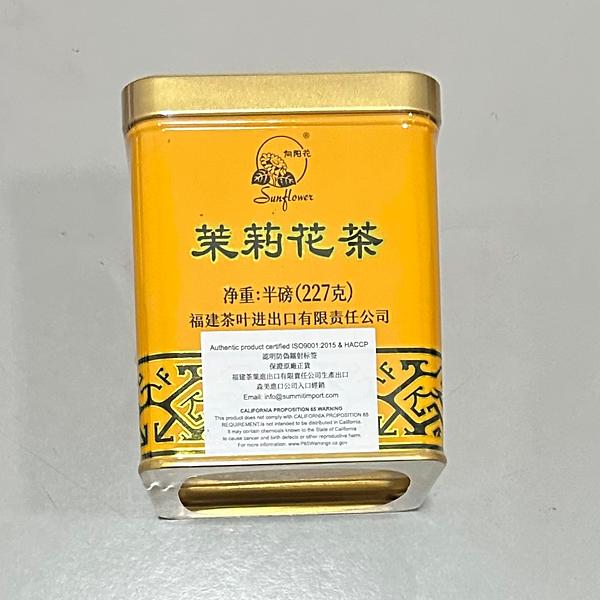 ®
向阳花
Sunflower
茉莉花茶
净重:半磅(227克)
福建茶叶进出口有限责任公司
Authentic product certified ISO9001:2015 & HACCP
認明防偽鐳射标签
保證原廠正貨
福建茶葉進出口有限責任公司生產出口
森美進口公司入口經銷
Email: info@summitimport.com
CALIFORNIA PROPOSITION 65 WARNING
This product does not comply with CALIFORNIA PROPOSITION 65
REQUIREMENT,is not intended to be distributed in California.
It may contain chemicals known to the State of California
to cause cancer and birth defects or other reproductive harm.
For more information: www.P65Warnings.ca.gov